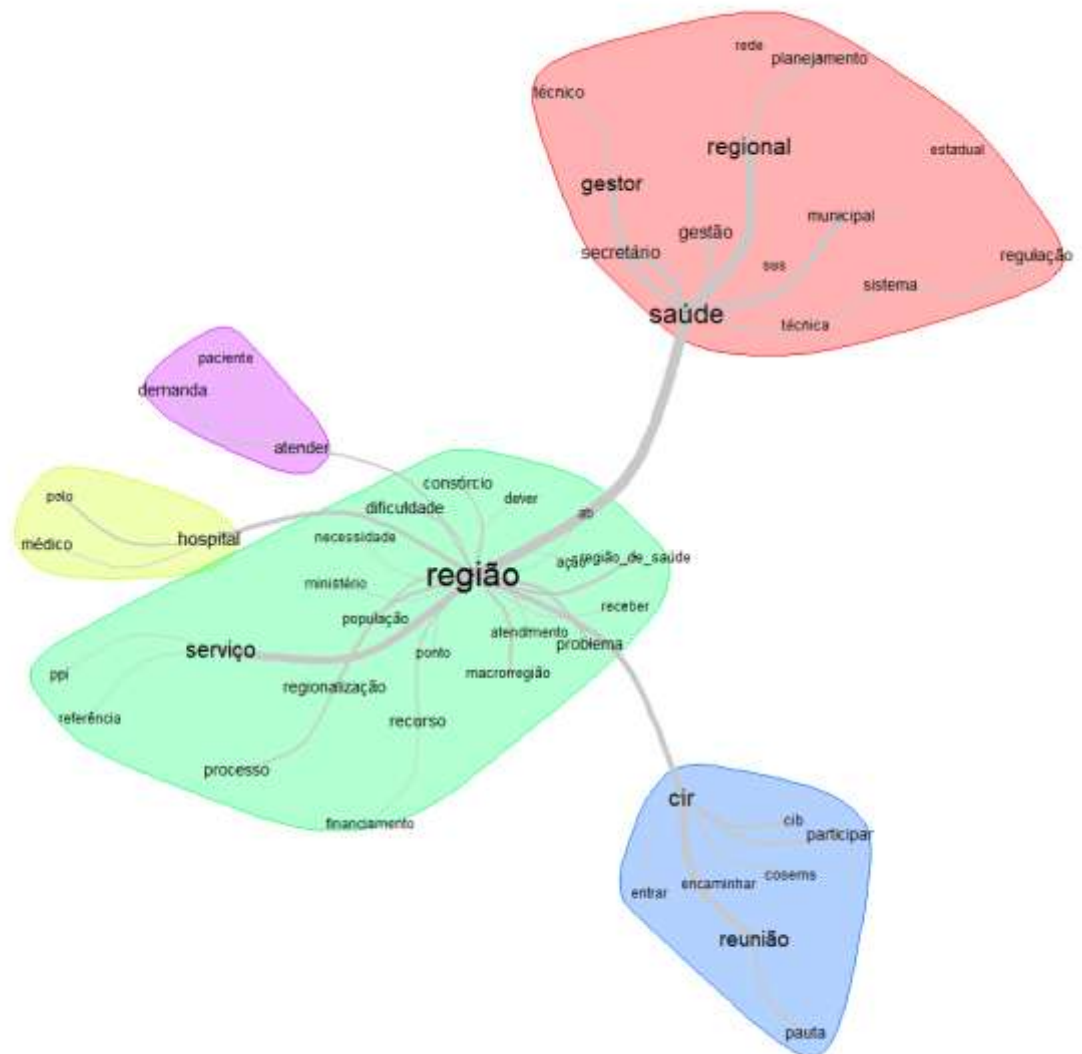 rede
planejamento
técnico
regional
estadual
gestor
municipal
gestão
secretário
regulação
sus
sistema
saúde
técnica
paciente
demanda
atender
consórcio
dever
dificuldade
ab
polo
necessidade
hospital
médico
ação
região_de_saúde
região
ministério
receber
população
atendimento
problema
serviço
ponto
macrorregião
ppi
regionalização
referência
recorso
processo
cir
financiamento
cib
participar
cosems
encaminhar
entrar
reunião
pauta